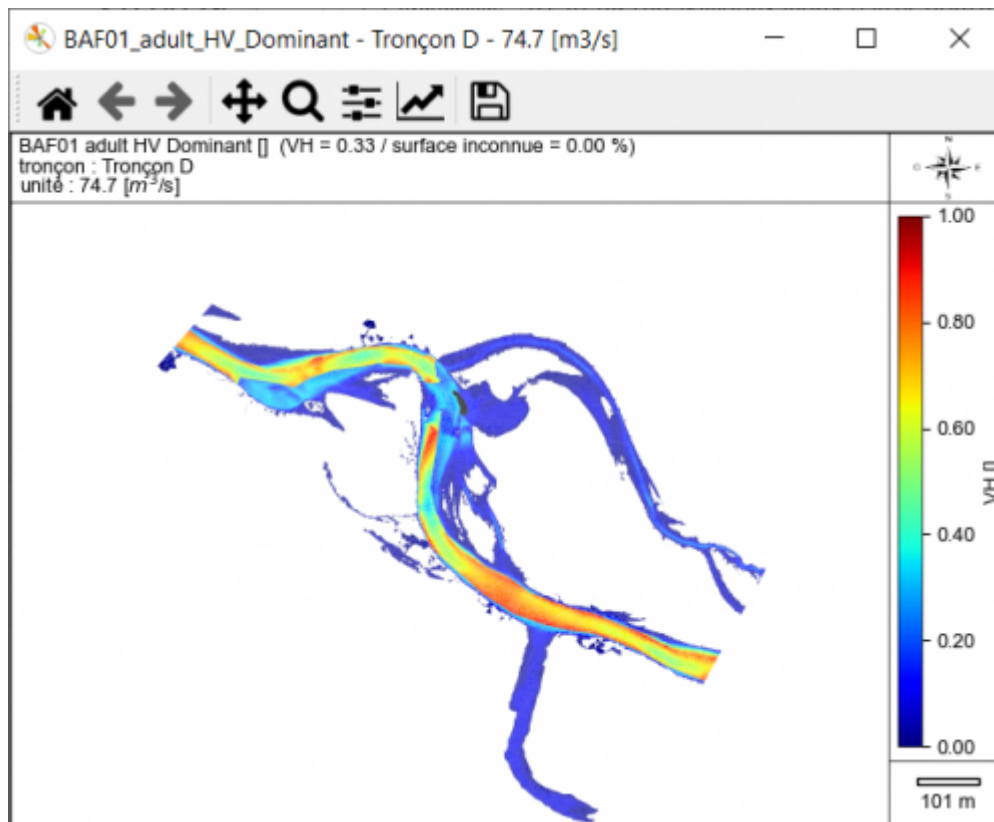 BAF01_adult_HV_Dominant - Tronçon D - 74.7 [m3/s]
BAF01 adult HV Dominant [] (VH = 0.33 / surface inconnue = 0.00 %)
tronçon : Tronçon D
unité : 74.7 [m³/s]
N
O E
S
1.00
0.80
0.60
VH []
0.40
0.20
0.00
101 m